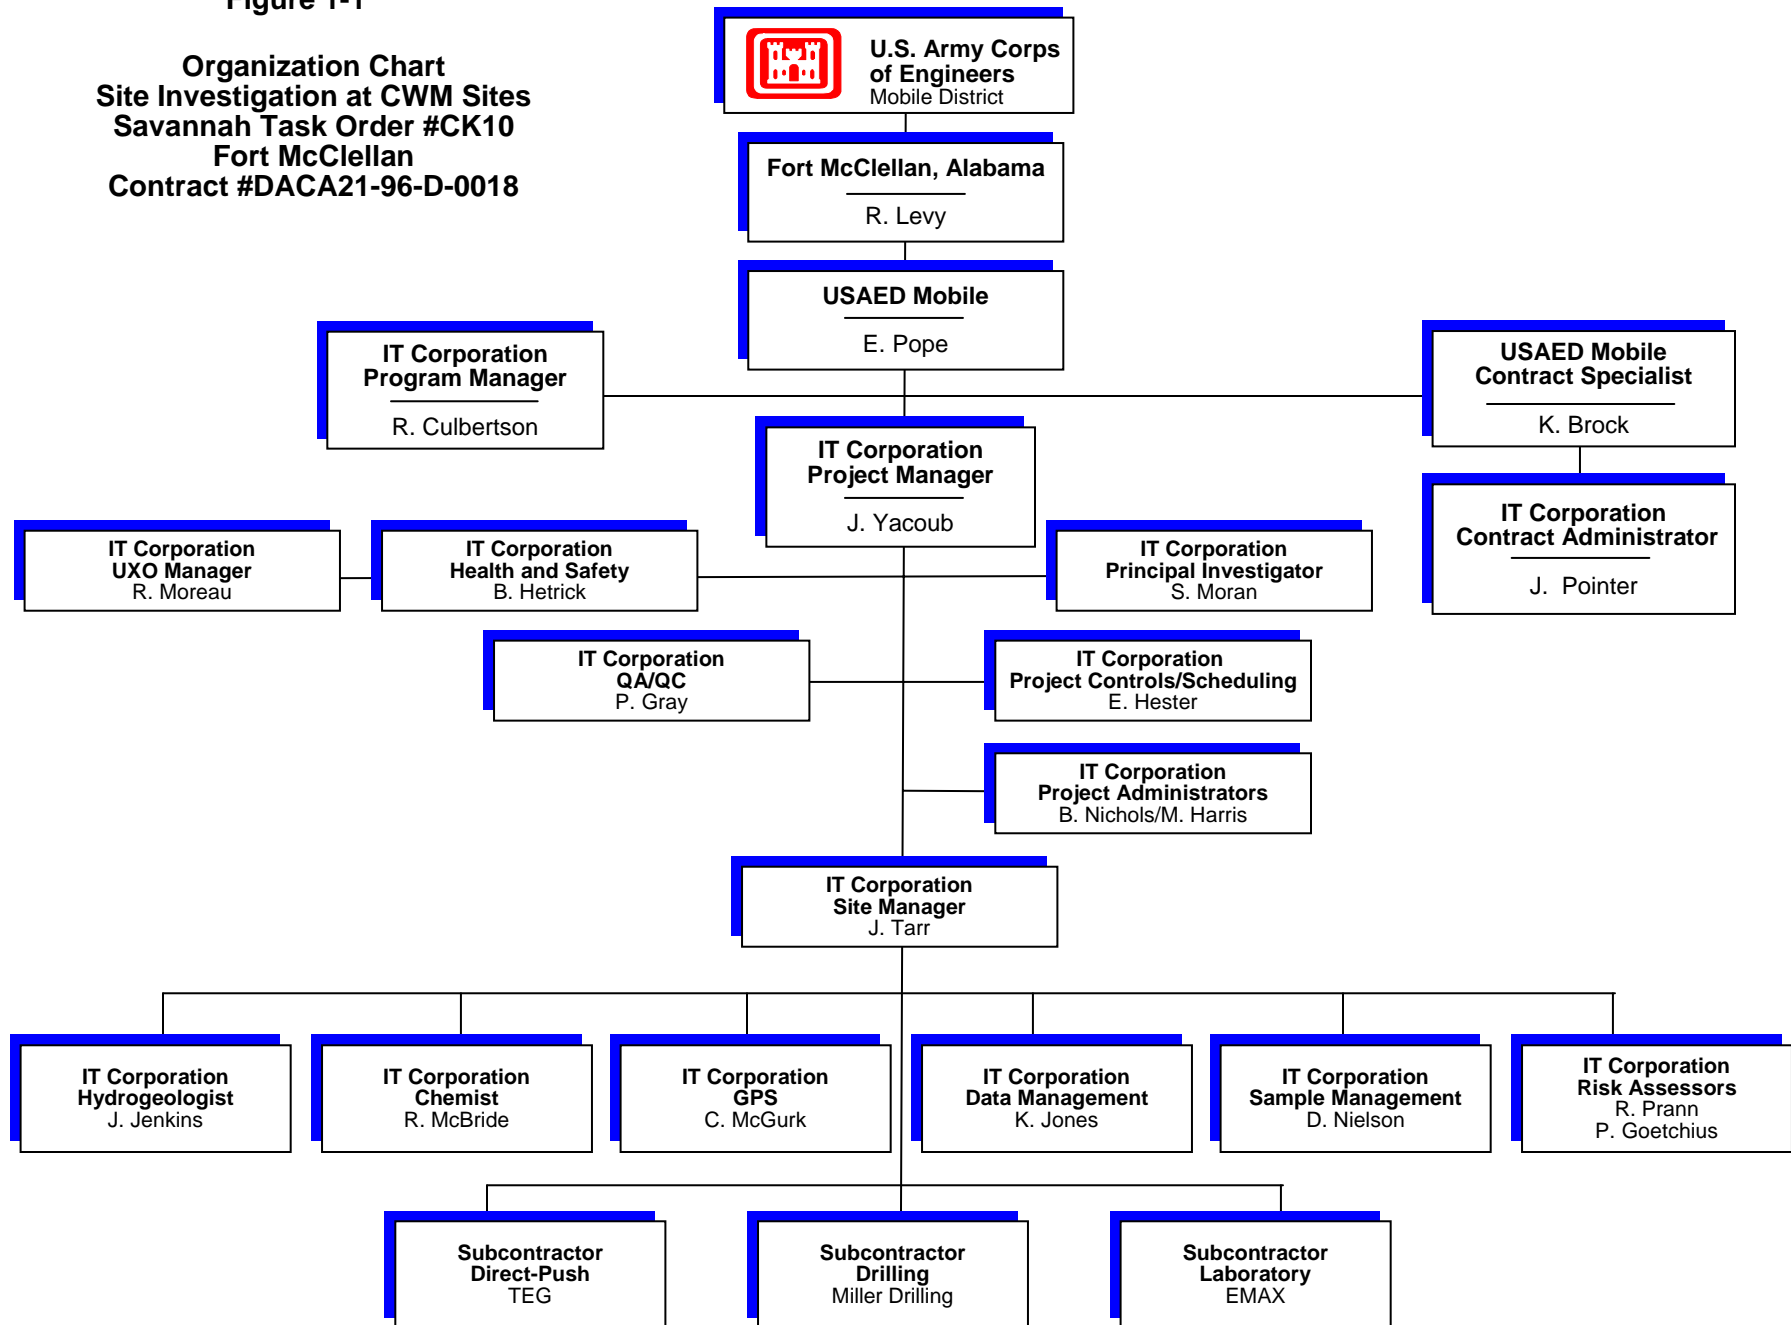 Figure 1-1
Organization Chart
Site Investigation at CWM Sites
Savannah Task Order #CK10
Fort McClellan
Contract #DACA21-96-D-0018
U.S. Army Corps
of Engineers
Mobile District
Fort McClellan, Alabama
R. Levy
USAED Mobile
E. Pope
IT Corporation
Program Manager
R. Culbertson
USAED Mobile
Contract Specialist
K. Brock
IT Corporation
Project Manager
J. Yacoub
IT Corporation
Contract Administrator
J. Pointer
IT Corporation
UXO Manager
R. Moreau
IT Corporation
Health and Safety
B. Hetrick
IT Corporation
Principal Investigator
S. Moran
IT Corporation
QA/QC
P. Gray
IT Corporation
Project Controls/Scheduling
E. Hester
IT Corporation
Project Administrators
B. Nichols/M. Harris
IT Corporation
Site Manager
J. Tarr
IT Corporation
Hydrogeologist
J. Jenkins
IT Corporation
Chemist
R. McBride
IT Corporation
GPS
C. McGurk
IT Corporation
Data Management
K. Jones
IT Corporation
Sample Management
D. Nielson
IT Corporation
Risk Assessors
R. Prann
P. Goetchius
Subcontractor
Direct-Push
TEG
Subcontractor
Drilling
Miller Drilling
Subcontractor
Laboratory
EMAX